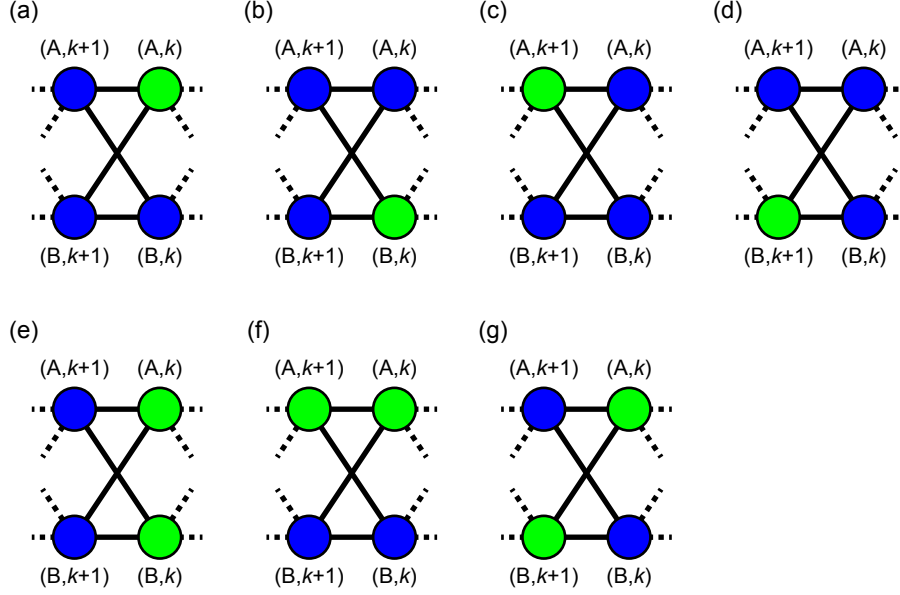 (a) (b) (c) (d)
(A,k+1) (A,k) (A,k+1) (A,k) (A,k+1) (A,k) (A,k+1) (A,k)
(B,k+1) (B,k) (B,k+1) (B,k) (B,k+1) (B,k) (B,k+1) (B,k)
(e) (f) (g)
(A,k+1) (A,k) (A,k+1) (A,k) (A,k+1) (A,k)
(B,k+1) (B,k) (B,k+1) (B,k) (B,k+1) (B,k)